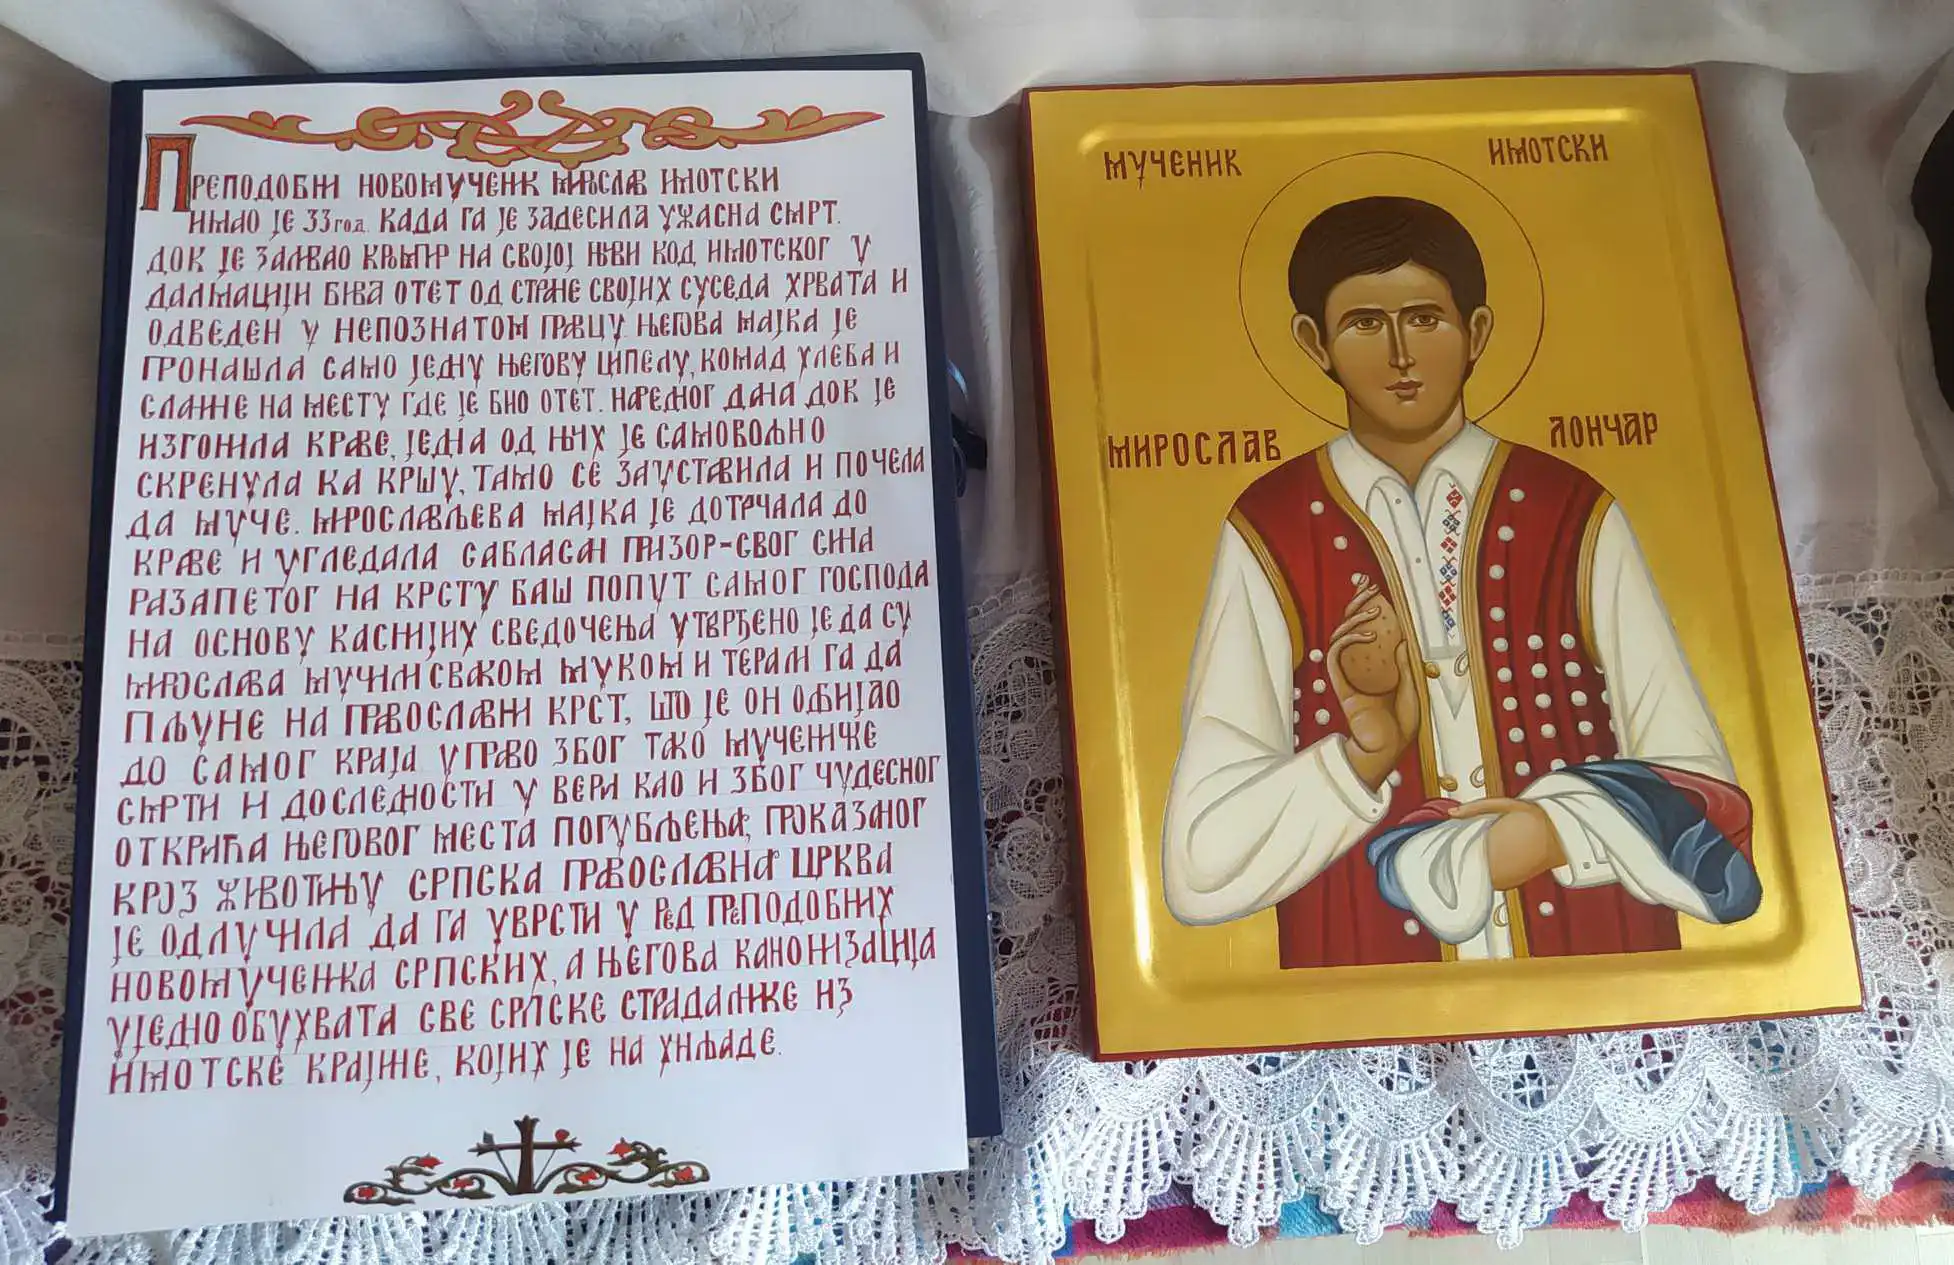 Преподобни новомученик Мирослав Имотски
имао је 33 год. када га је задесила ужасна смрт.
Док је заливао кромпир на својој њиви код Имотског у
Далмацији бива отет од стране својих суседа Хрвата и
одведен у непознатом правцу. Његова мајка је
пронашла само једну његову ципелу, комад хлеба и
сланине на месту где је био отет. Наредног дана док је
изгонила краве, једна од њих је самовољно
скренула ка кршу, тамо се зауставила и почела
да муче. Мирослављева мајка је дотрчала до
краве и угледала сабласан призор-свог сина
разапетог на крсту баш попут самог Господа
На основу каснијих сведочења утврђено је да су
Мирослава мучили сваком муком и терали га да
пљуне на православни крст, што је он одбијао
до самог краја управо због тако мученичке
смрти и доследности у вери као и због чудесног
открића његовог места погубљења, проказаног
кроз животињу Српска православна црква
је одлучила да га уврсти у ред преподобних
новомученика српских, а његова канонизација
уједно обухвата све српске страдалнике из
Имотске крајине, којих је на хиљаде.
МУЧЕНИК ИМОТСКИ
МИРОСЛАВ ЛОНЧАР